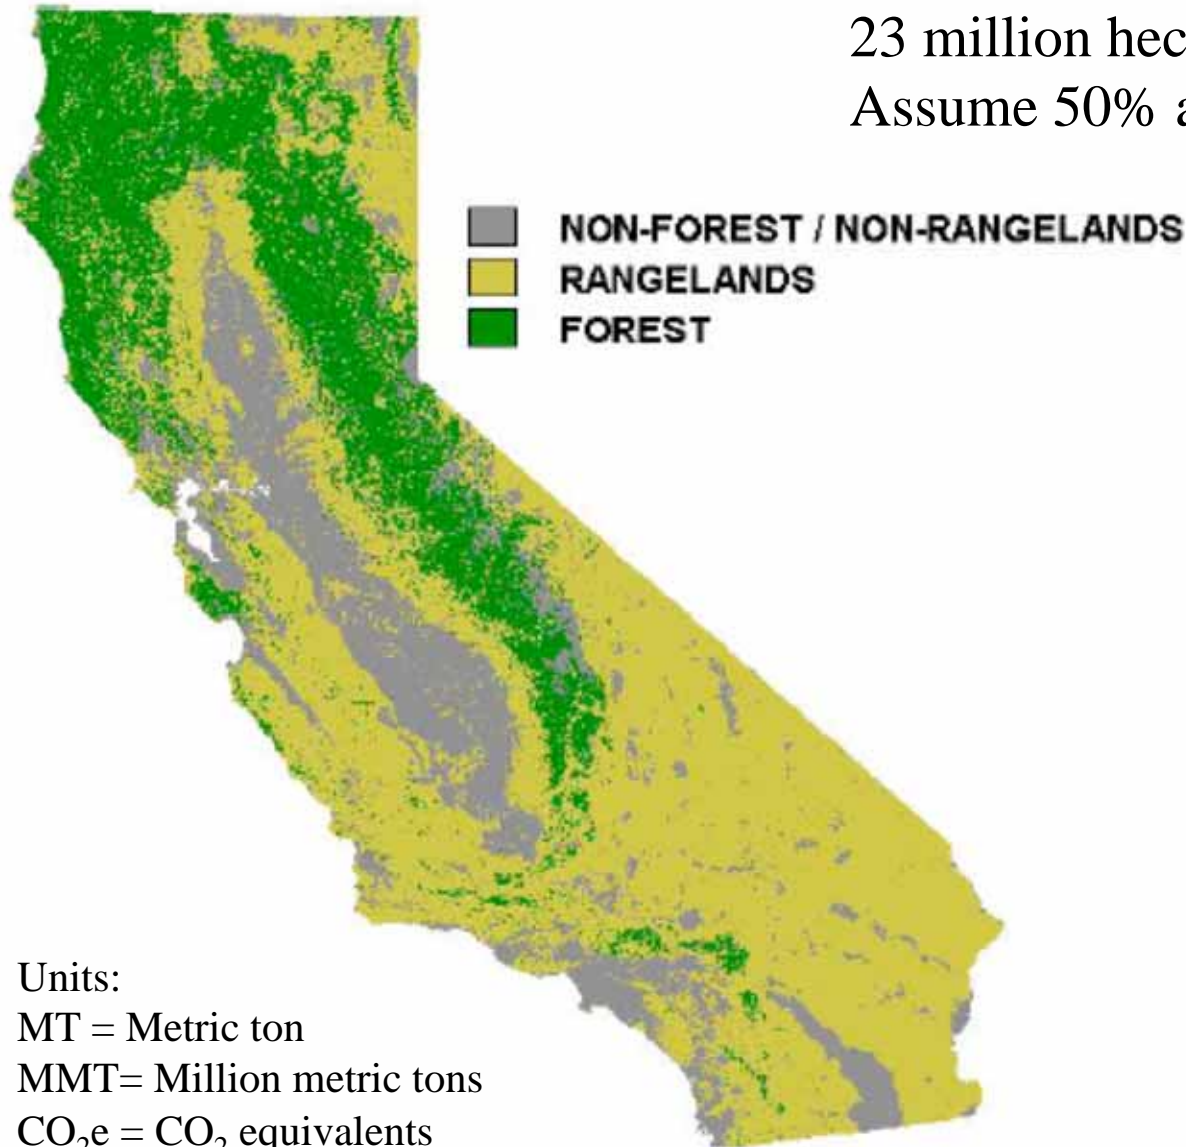 23 million hec
Assume 50%
NON-FOREST / NON-RANGELANDS
RANGELANDS
FOREST
Units:
MT = Metric ton
MMT= Million metric tons
CO₂e = CO₂ equivalents